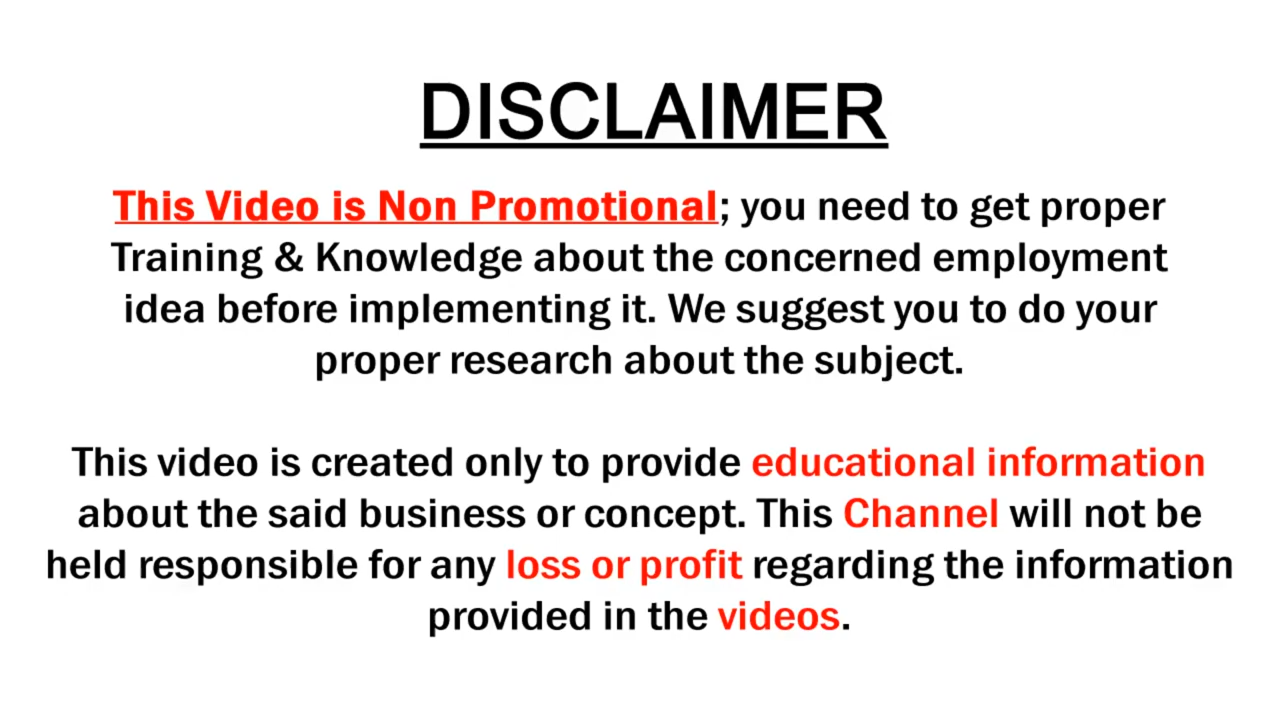 DISCLAIMER
This Video is Non Promotional; you need to get proper
Training & Knowledge about the concerned employment
idea before implementing it. We suggest you to do your
proper research about the subject.
This video is created only to provide educational information
about the said business or concept. This Channel will not be
held responsible for any loss or profit regarding the information
provided in the videos.